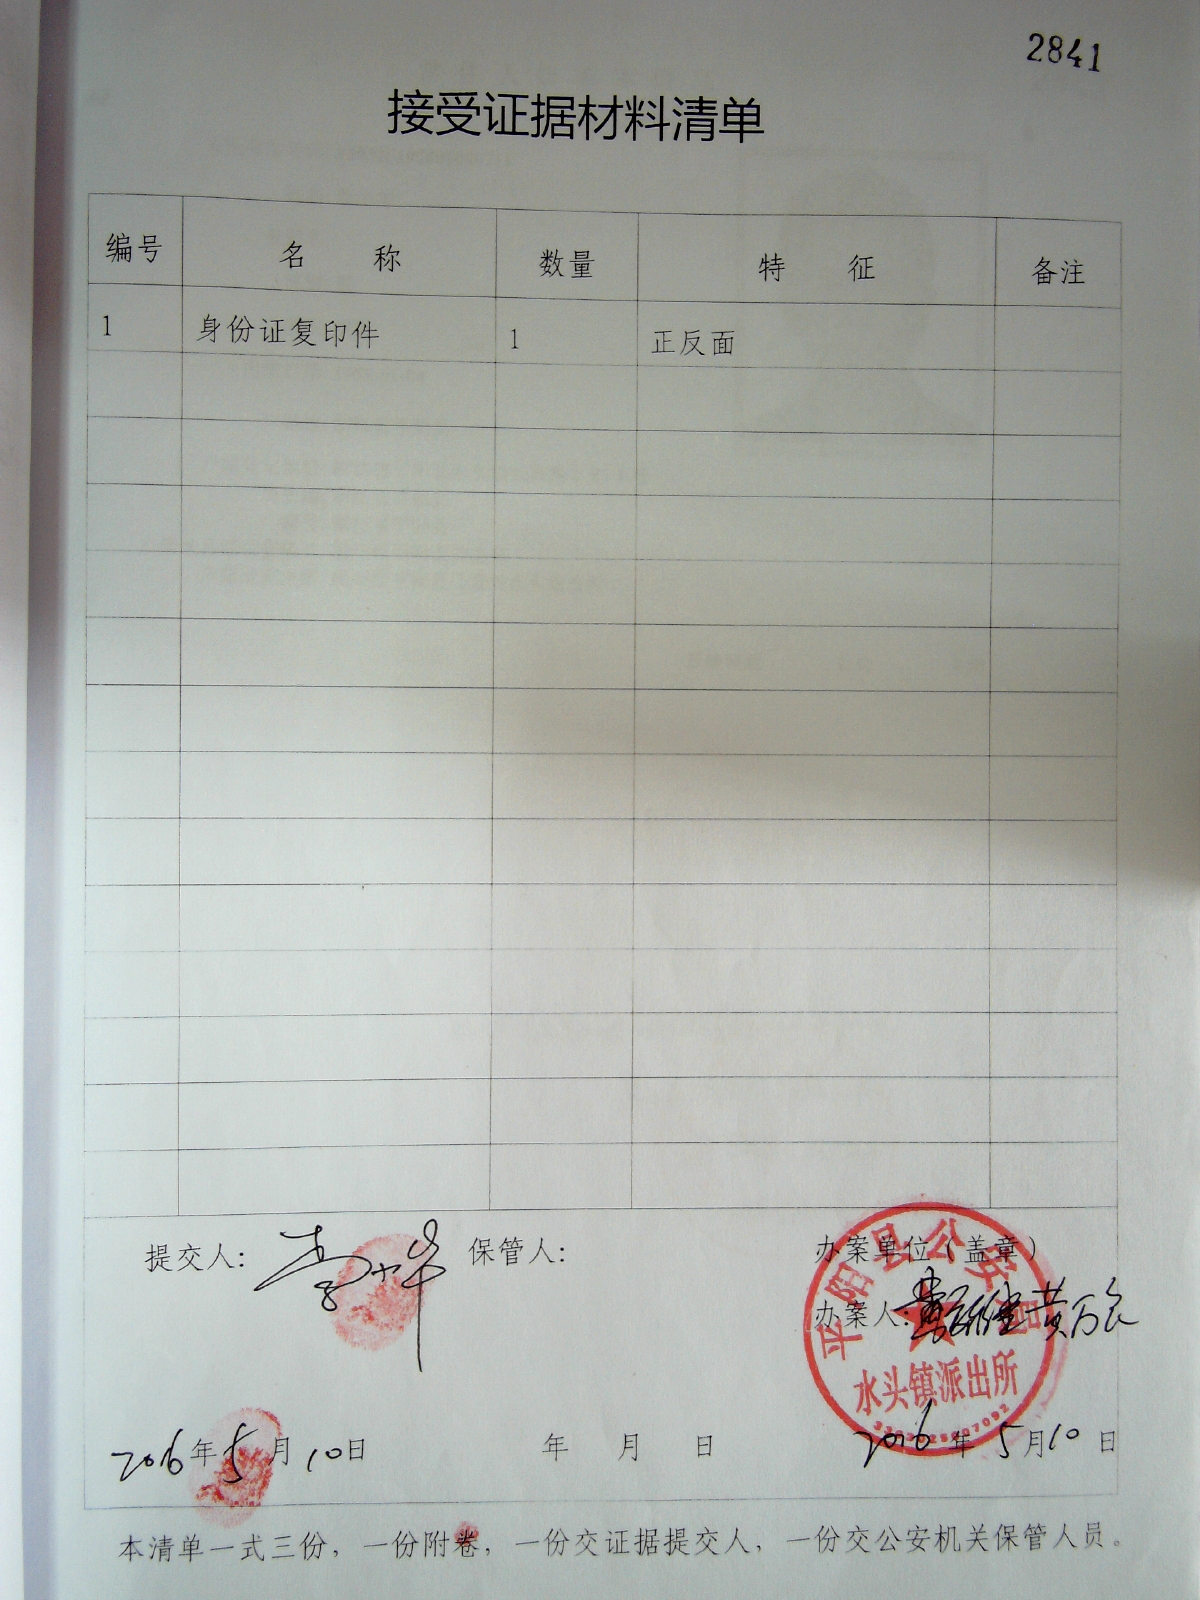 2841
接受证据材料清单
编号 名 称 数量 特 征 备注
1 身份证复印件 1 正反面
提交人: 李 保管人: 办案单位(盖章)
办案人: 黄
平阳县公安局
水头镇派出所
2016年5月10日 年 月 日 2016年5月10日
本清单一式三份，一份附卷，一份交证据提交人，一份交公安机关保管人员。